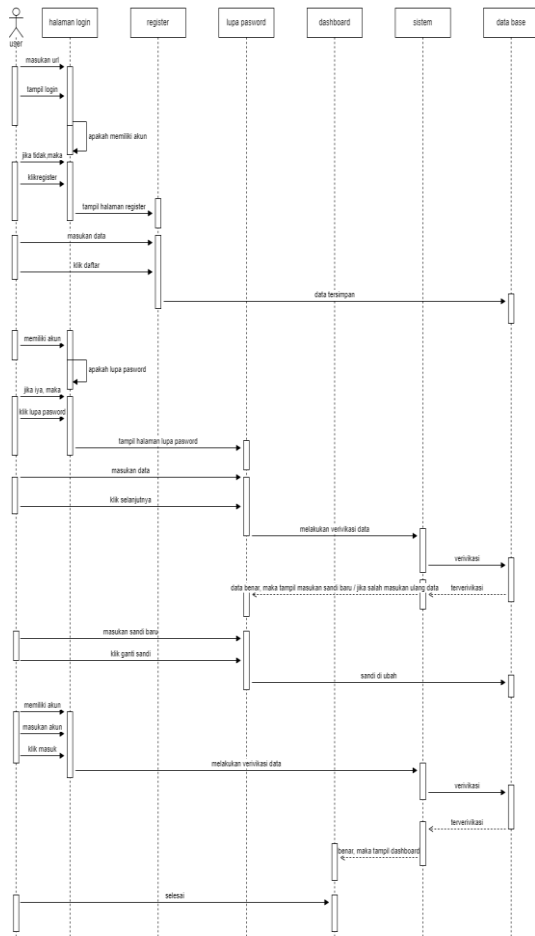 halaman login
register
lupa pasword
dashboard
sistem
data base
user
masukan url
tampil login
apakah memiliki akun
jika tidak,maka
klikregister
tampil halaman register
masukan data
klik daftar
data tersimpan
memiliki akun
apakah lupa pasword
jika iya, maka
klik lupa pasword
tampil halaman lupa pasword
masukan data
klik selanjutnya
melakukan verivikasi data
verivikasi
data benar, maka tampil masukan sandi baru / jika salah masukan ulang data
terverivikasi
masukan sandi baru
klik ganti sandi
sandi di ubah
memiliki akun
masukan akun
klik masuk
melakukan verivikasi data
verivikasi
terverivikasi
benar, maka tampil dashboard
selesai